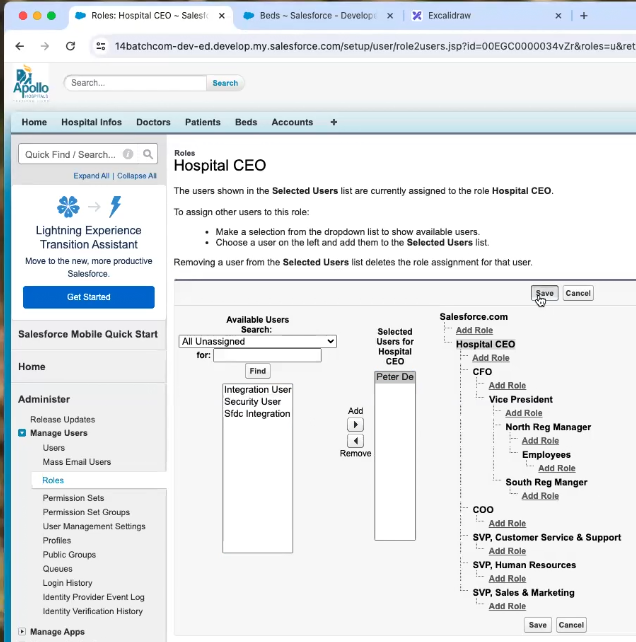 Roles: Hospital CEO ~ Salesf
Beds ~ Salesforce - Develop
Excalidraw
14batchcom-dev-ed.develop.my.salesforce.com/setup/user/role2users.jsp?id=00EGC0000034vZr&roles=u&ret
Apollo
HOSPITALS
Search...
Search
Home Hospital Infos Doctors Patients Beds Accounts +
Quick Find / Search...
Expand All | Collapse All
Lightning Experience
Transition Assistant
Move to the new, more productive
Salesforce.
Get Started
Salesforce Mobile Quick Start
Home
Administer
Release Updates
Manage Users
Users
Mass Email Users
Roles
Permission Sets
Permission Set Groups
User Management Settings
Profiles
Public Groups
Queues
Login History
Identity Provider Event Log
Identity Verification History
Manage Apps
Roles
Hospital CEO
The users shown in the Selected Users list are currently assigned to the role Hospital CEO.
To assign other users to this role:
• Make a selection from the dropdown list to show available users.
• Choose a user on the left and add them to the Selected Users list.
Removing a user from the Selected Users list deletes the role assignment for that user.
Save Cancel
Available Users
Search:
All Unassigned
for:
Find
Integration User
Security User
Sfdc Integration
Add
Remove
Selected
Users for
Hospital
CEO
Peter De
Salesforce.com
Add Role
Hospital CEO
Add Role
CFO
Add Role
Vice President
Add Role
North Reg Manager
Add Role
Employees
Add Role
South Reg Manger
Add Role
COO
Add Role
SVP, Customer Service & Support
Add Role
SVP, Human Resources
Add Role
SVP, Sales & Marketing
Add Role
Save Cancel